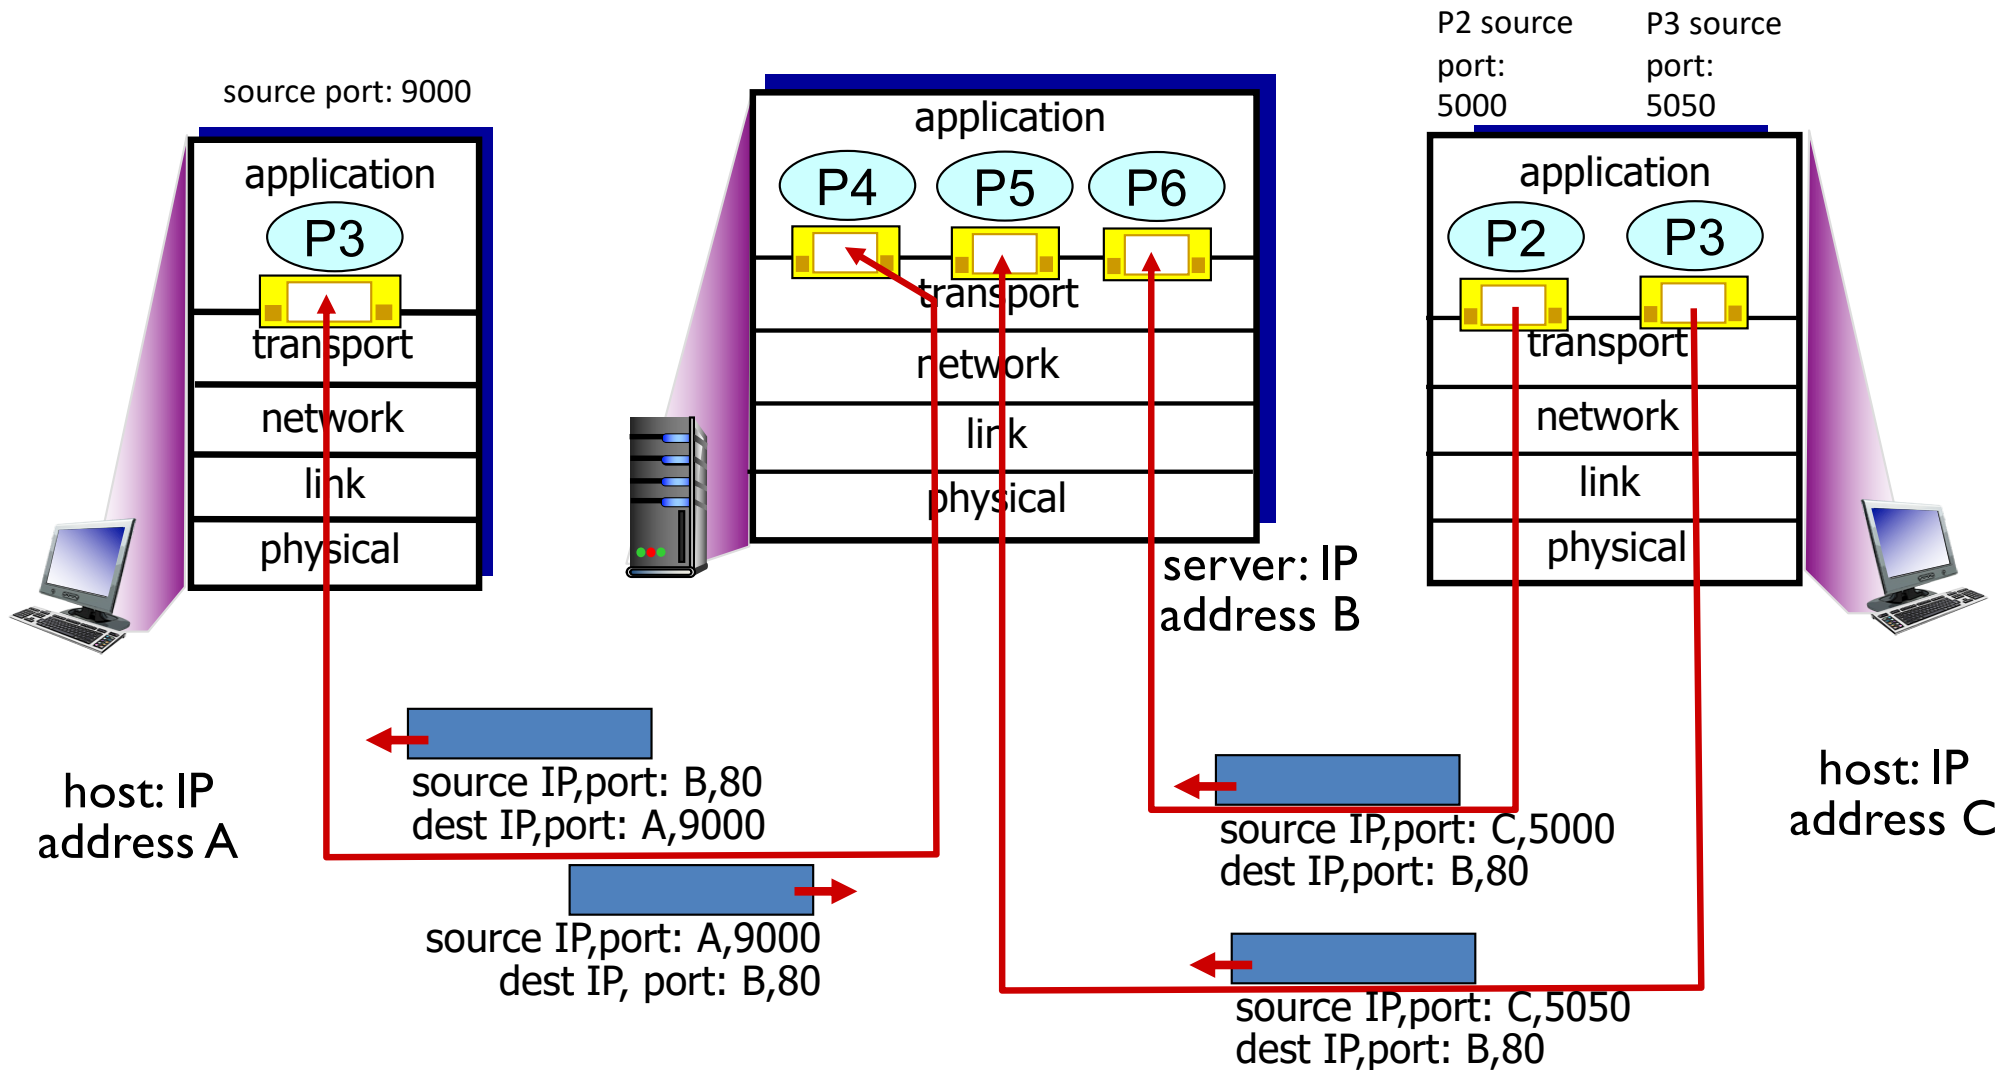 source port: 9000
application
P3
transport
network
link
physical
host: IP
address A
application
P4 P5 P6
transport
network
link
physical
server: IP
address B
P2 source
port:
5000
P3 source
port:
5050
application
P2 P3
transport
network
link
physical
host: IP
address C
source IP,port: B,80
dest IP,port: A,9000
source IP,port: A,9000
dest IP, port: B,80
source IP,port: C,5000
dest IP,port: B,80
source IP,port: C,5050
dest IP,port: B,80